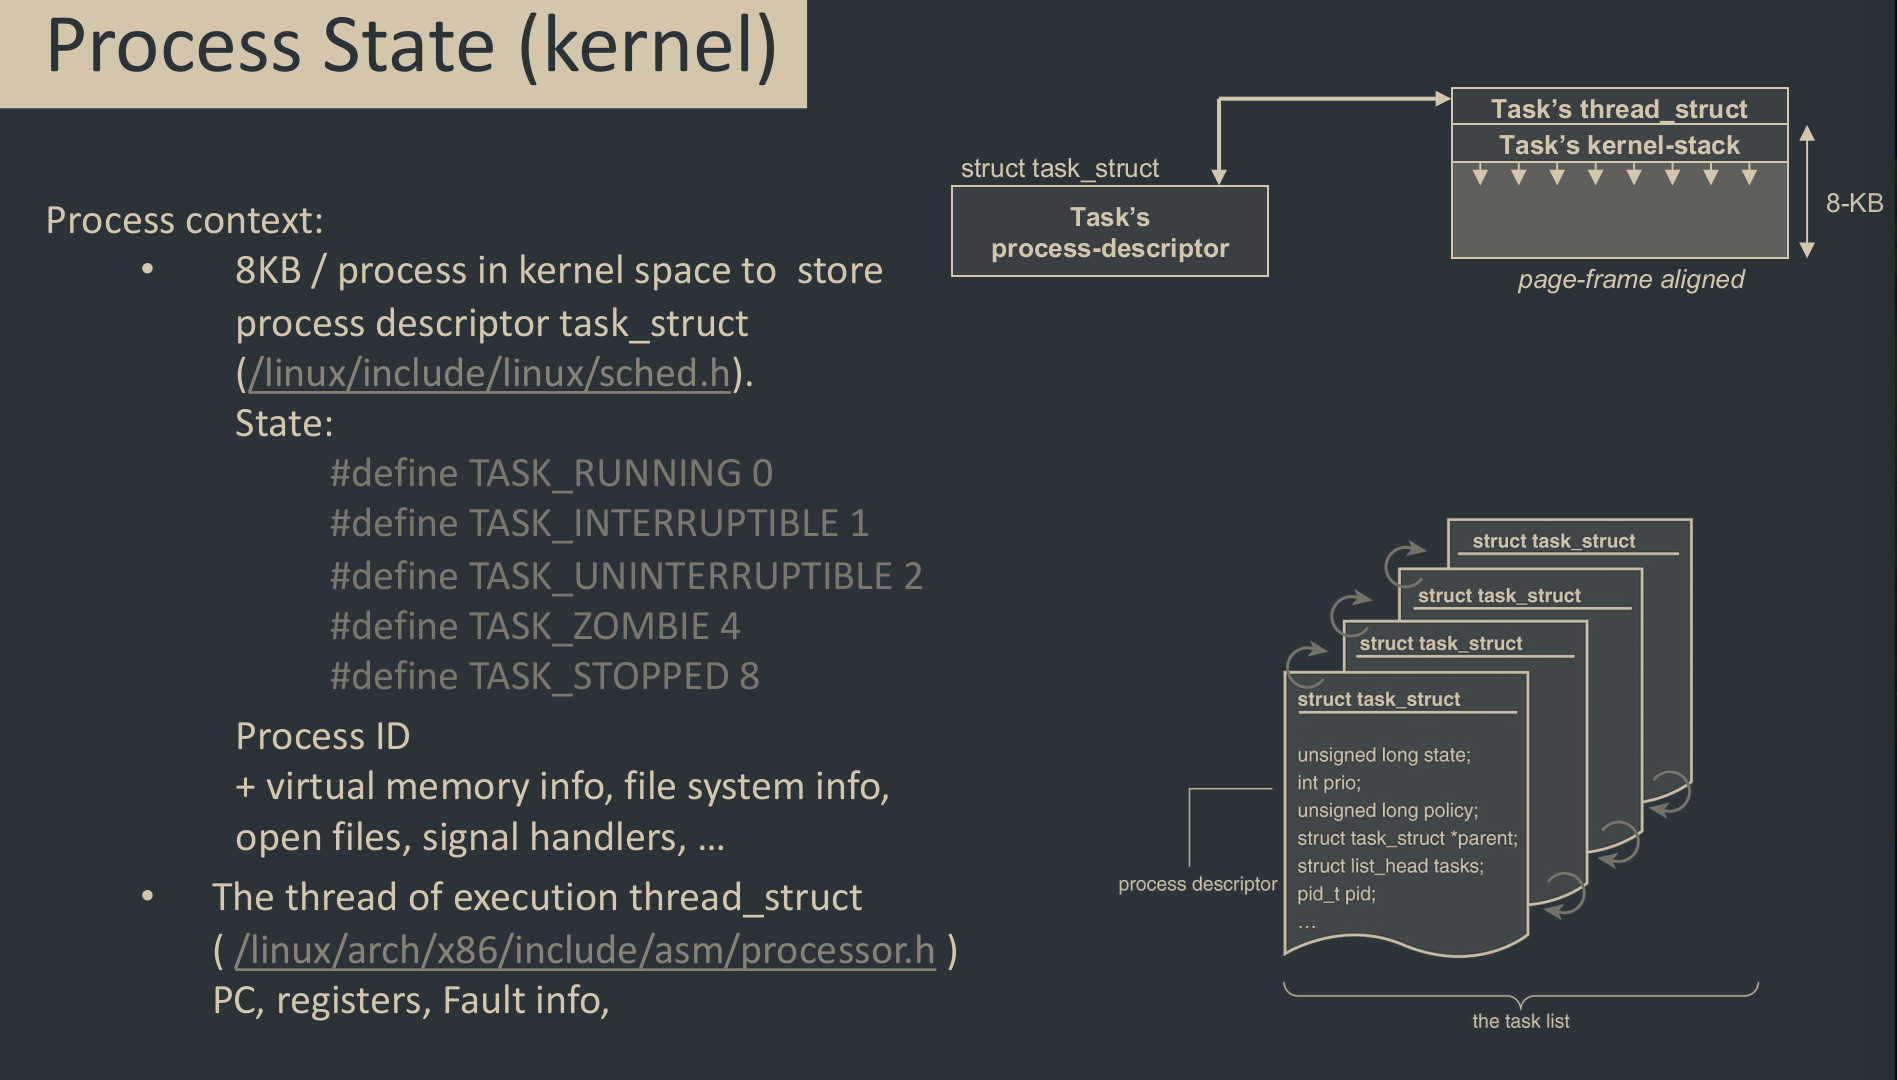 Process State (kernel)
Process context:
• 8KB / process in kernel space to  store
process descriptor task_struct
(/linux/include/linux/sched.h).
State:
#define TASK_RUNNING 0
#define TASK_INTERRUPTIBLE 1
#define TASK_UNINTERRUPTIBLE 2
#define TASK_ZOMBIE 4
#define TASK_STOPPED 8
Process ID
+ virtual memory info, file system info,
open files, signal handlers, ...
• The thread of execution thread_struct
( /linux/arch/x86/include/asm/processor.h )
PC, registers, Fault info,
struct task_struct
Task’s
process-descriptor
Task’s thread_struct
Task’s kernel-stack
8-KB
page-frame aligned
struct task_struct
struct task_struct
struct task_struct
struct task_struct
unsigned long state;
int prio;
unsigned long policy;
struct task_struct *parent;
struct list_head tasks;
pid_t pid;
...
process descriptor
the task list